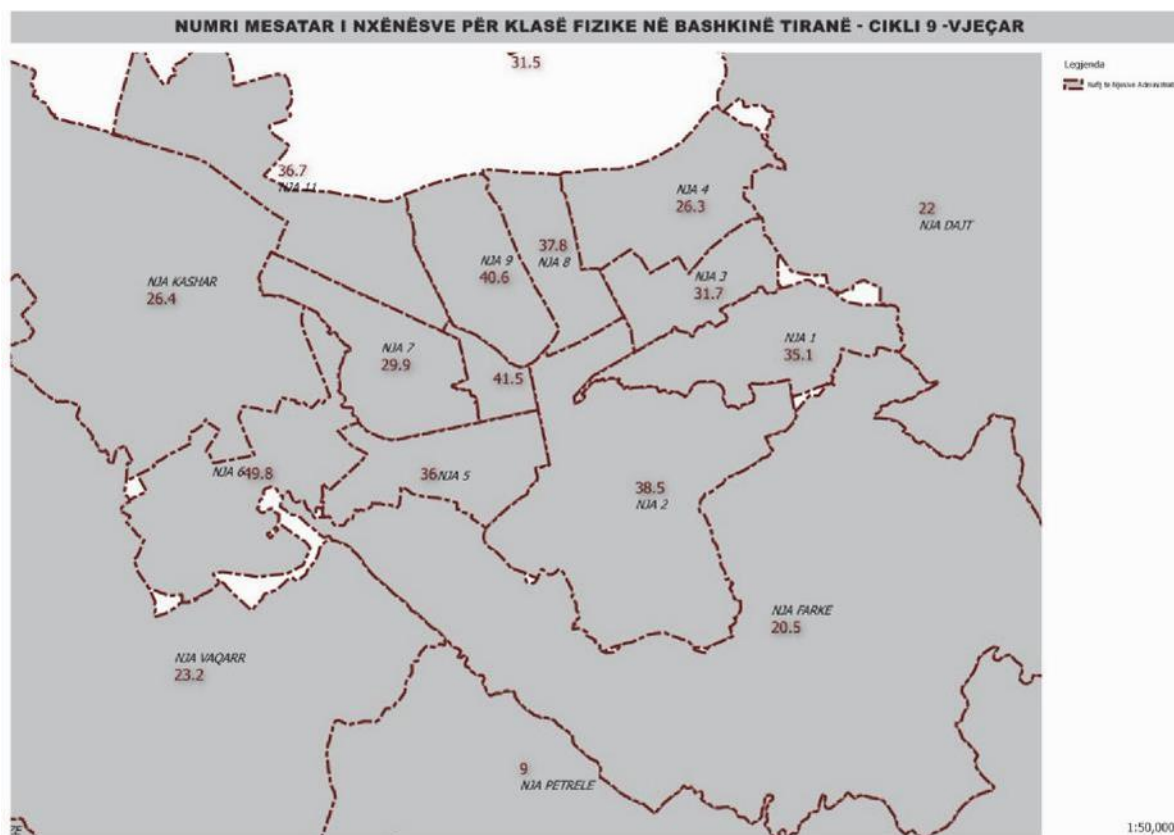 NUMRI MESATAR I NXËNËSVE PËR KLASË FIZIKE NË BASHKINË TIRANË - CIKLI 9 -VJEÇAR
31.5
Legjenda
36.7
NJA 11
NJA 4
26.3
22
NJA DAJT
37.8
NJA 8
NJA 9
40.6
NJA 3
31.7
NJA KASHAR
26.4
NJA 1
35.1
NJA 7
29.9
41.5
NJA 6 49.8
36 NJA 5
38.5
NJA 2
NJA FARKE
20.5
NJA VAQARR
23.2
9
NJA PETRELE
1:50,000